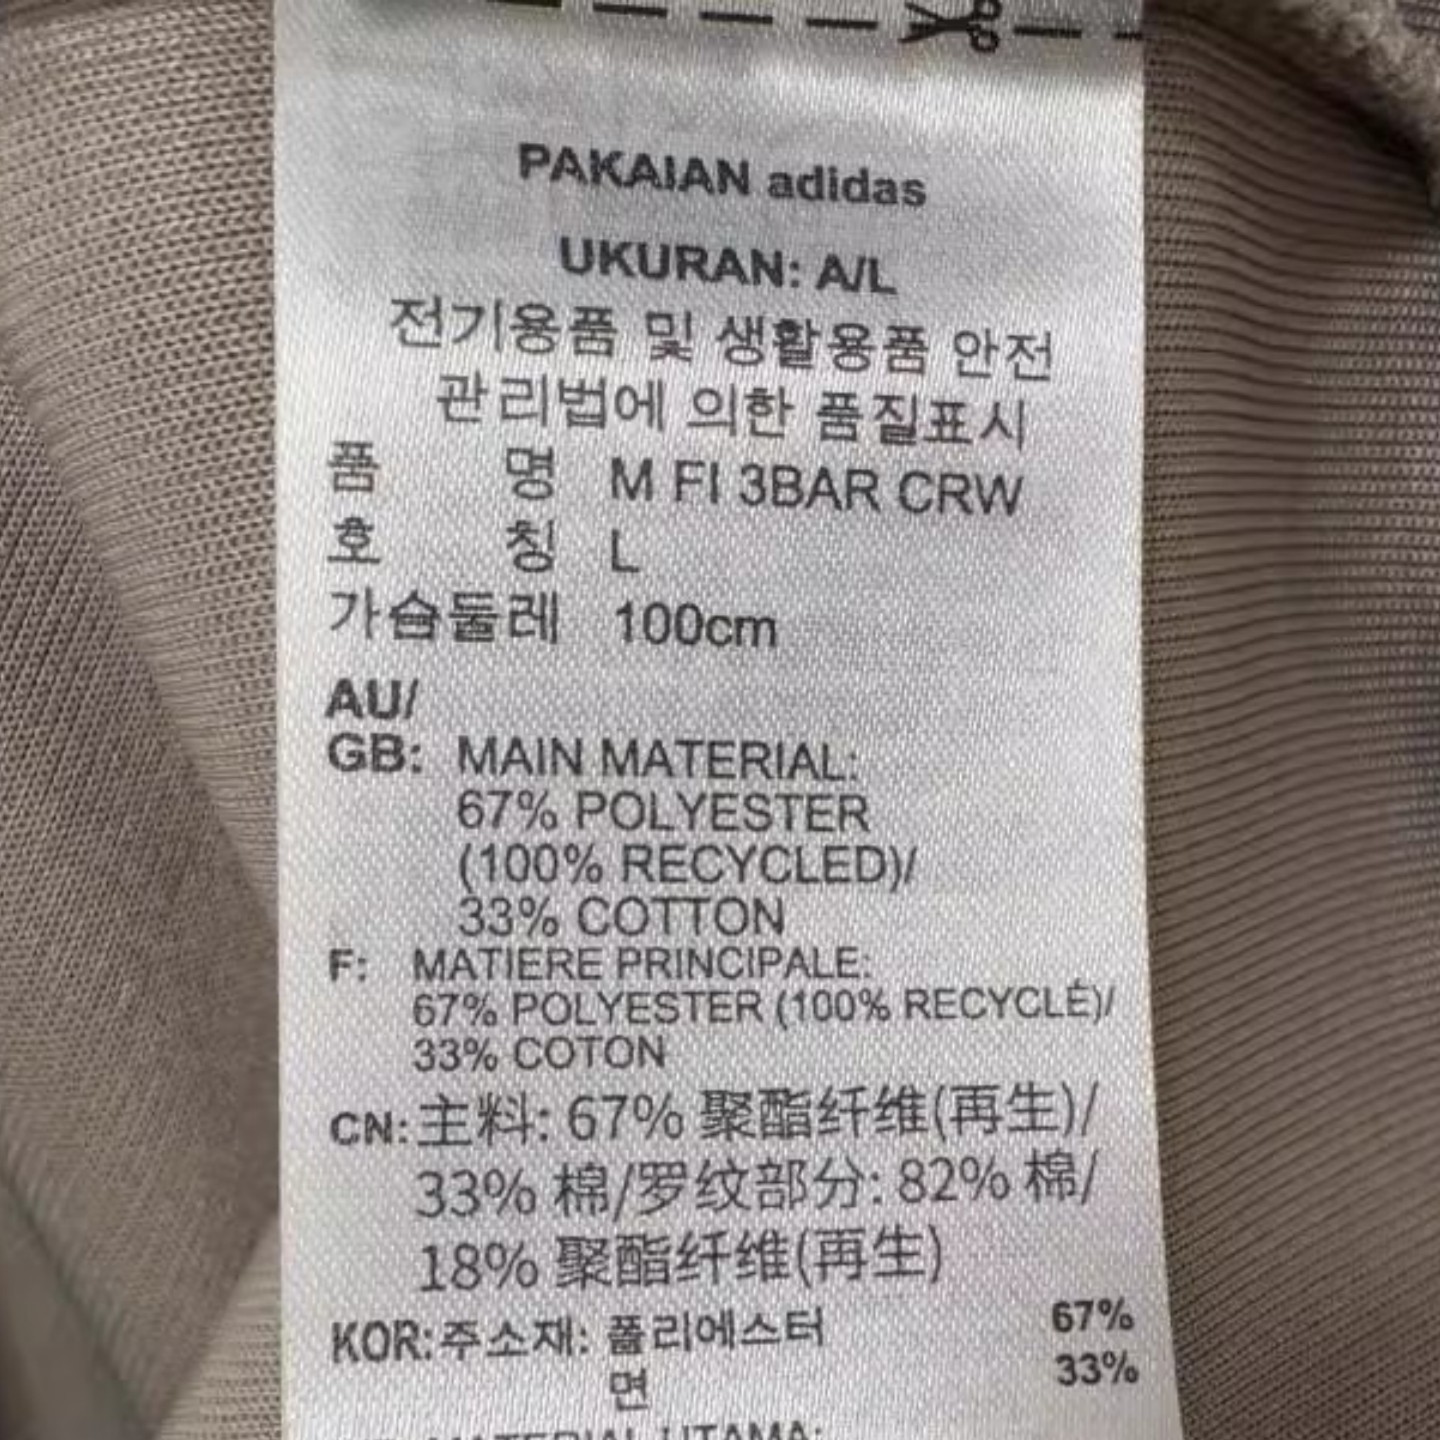 PAKAIAN adidas
UKURAN: A/L
전기용품 및 생활용품 안전
관리법에 의한 품질표시
품 명 M FI 3BAR CRW
호 칭 L
가슴둘레 100cm
AU/
GB: MAIN MATERIAL:
67% POLYESTER
(100% RECYCLED)/
33% COTTON
F: MATIERE PRINCIPALE:
67% POLYESTER (100% RECYCLÉ)/
33% COTON
CN: 主料: 67% 聚酯纤维(再生)/
33% 棉/罗纹部分: 82% 棉/
18% 聚酯纤维(再生)
KOR: 주소재: 폴리에스터 67%
면 33%
MATERIAL UTAMA: